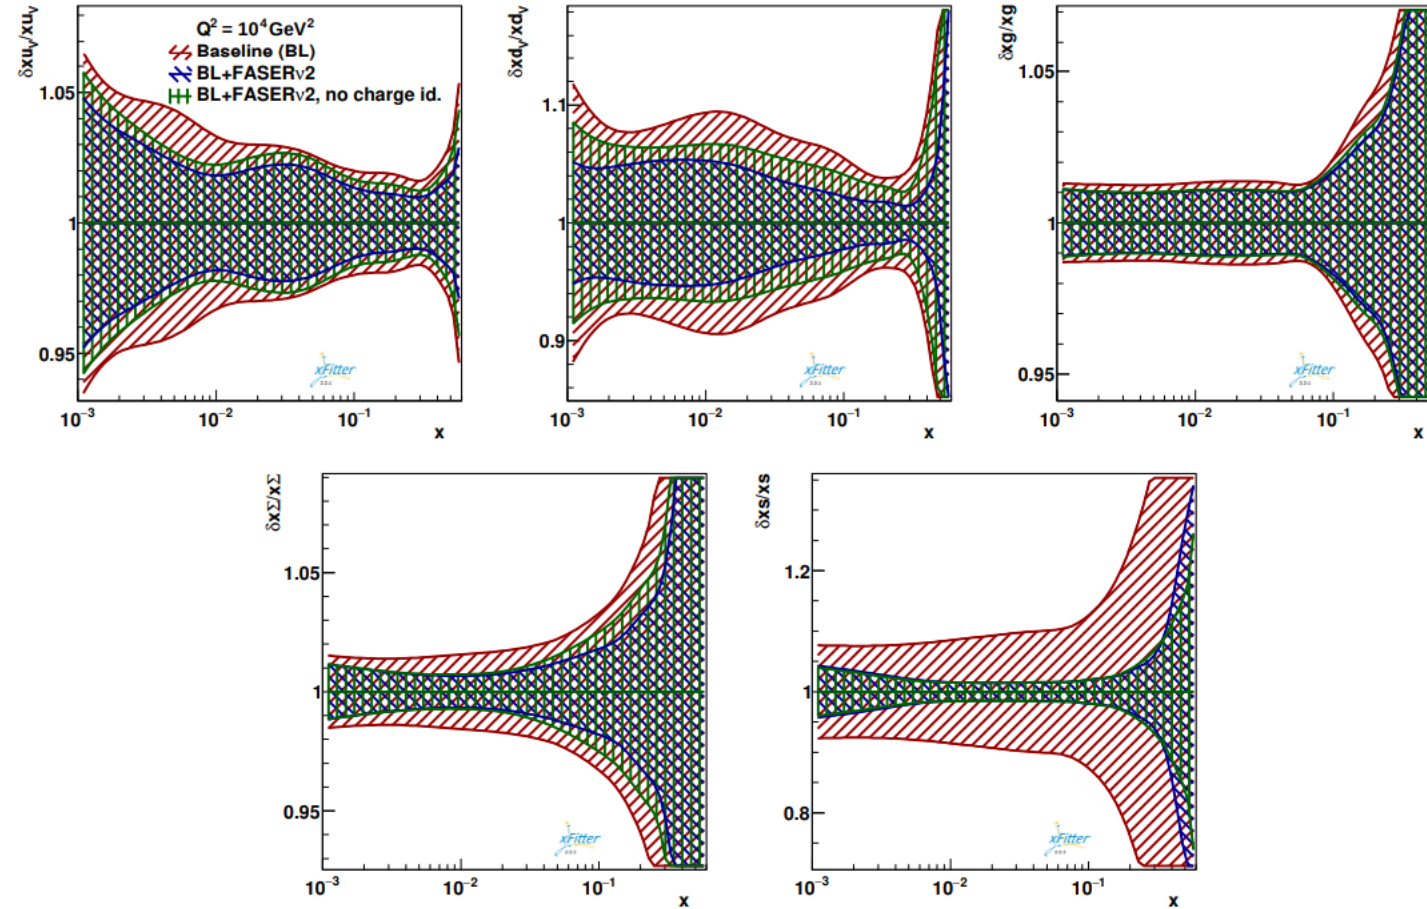 δxu_v/xu_v
Q² = 10⁴ GeV²
Baseline (BL)
BL+FASERν2
BL+FASERν2, no charge id.
1.05
1
0.95
xFitter
10⁻³
10⁻²
10⁻¹
x
δxd_v/xd_v
1.1
1
0.9
xFitter
10⁻³
10⁻²
10⁻¹
x
δxg/xg
1.05
1
0.95
xFitter
10⁻³
10⁻²
10⁻¹
x
δxΣ/xΣ
1.05
1
0.95
xFitter
10⁻³
10⁻²
10⁻¹
x
δxs/xs
1.2
1
0.8
xFitter
10⁻³
10⁻²
10⁻¹
x